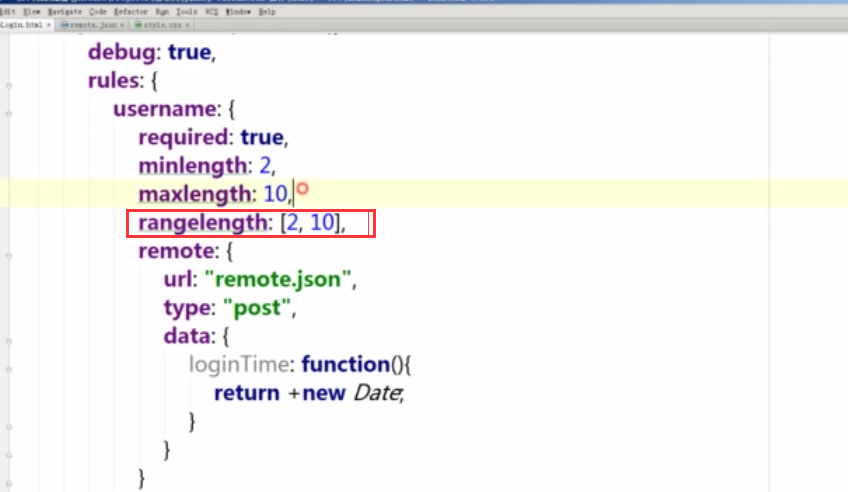 Edit View Navigate Code Refactor Run Tools VCS Window Help
Login.html × remote.json × style.css ×
debug: true,
rules: {
username: {
required: true,
minlength: 2,
maxlength: 10,
rangelength: [2, 10],
remote: {
url: "remote.json",
type: "post",
data: {
loginTime: function(){
return +new Date;
}
}
}